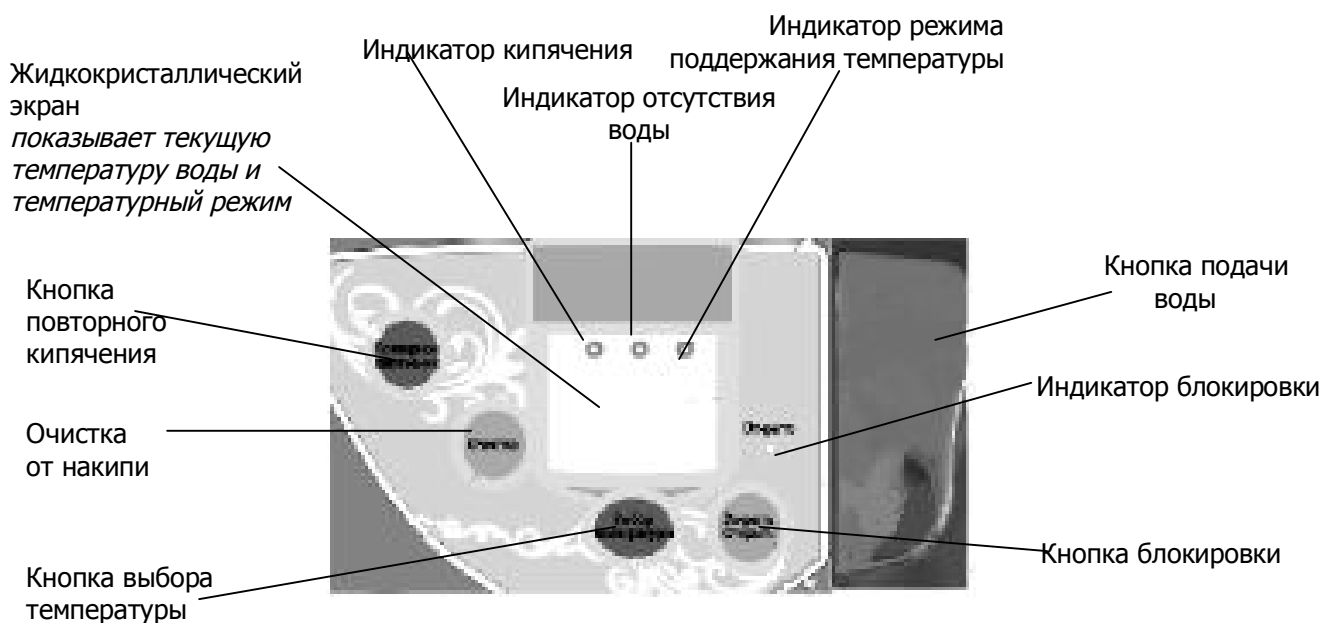 Индикатор режима
поддержания температуры
Индикатор кипячения
Жидкокристаллический
экран
показывает текущую
температуру воды и
температурный режим
Индикатор отсутствия
воды
Кнопка подачи
воды
Кнопка
повторного
кипячения
Индикатор блокировки
Очистка
от накипи
Открыто
Кнопка блокировки
Кнопка выбора
температуры